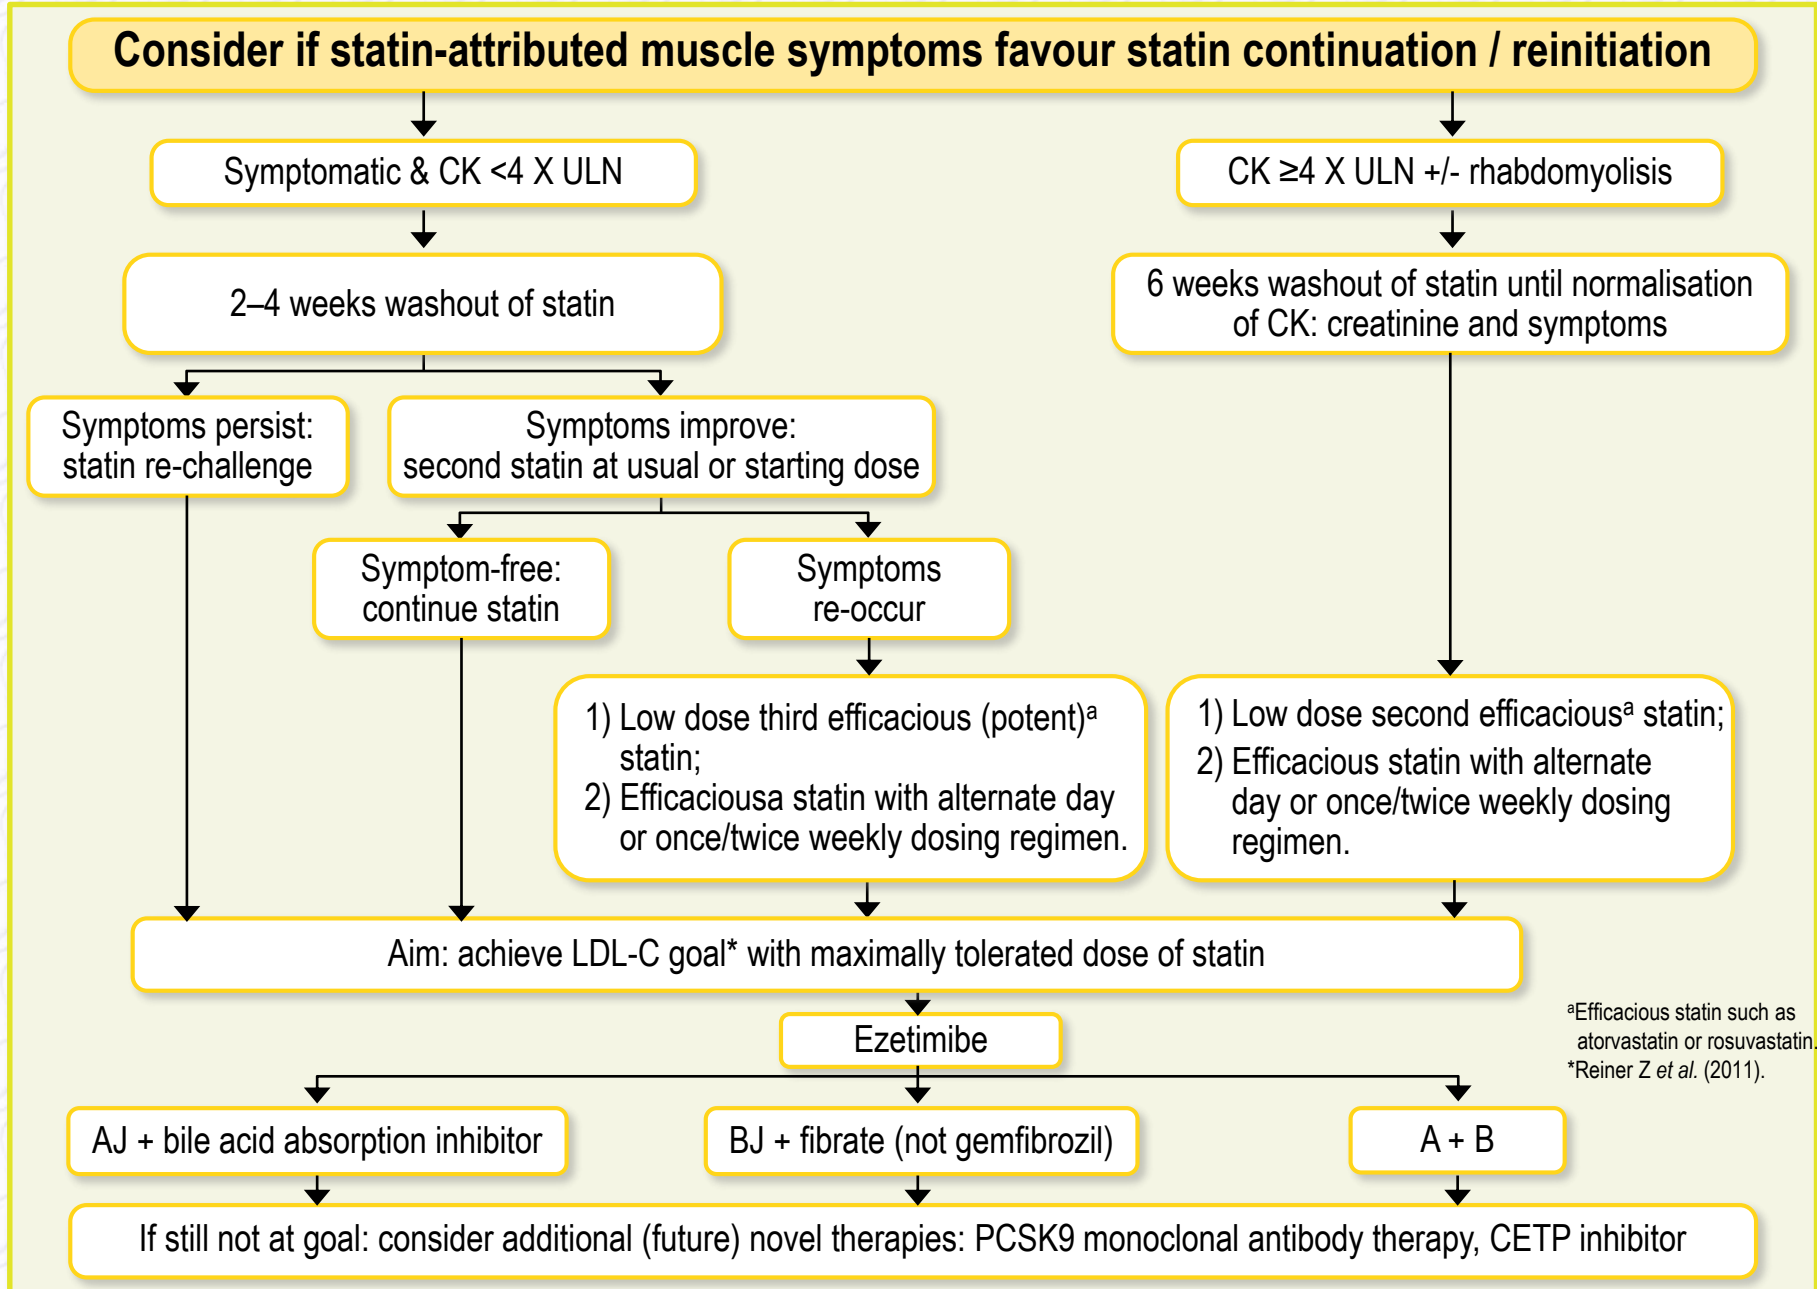 Consider if statin-attributed muscle symptoms favour statin continuation / reinitiation
Symptomatic & CK <4 X ULN
CK ≥4 X ULN +/- rhabdomyolisis
2–4 weeks washout of statin
6 weeks washout of statin until normalisation
of CK: creatinine and symptoms
Symptoms persist:
statin re-challenge
Symptoms improve:
second statin at usual or starting dose
Symptom-free:
continue statin
Symptoms
re-occur
1) Low dose third efficacious (potent)ᵃ
statin;
2) Efficaciousa statin with alternate day
or once/twice weekly dosing regimen.
1) Low dose second efficaciousᵃ statin;
2) Efficacious statin with alternate
day or once/twice weekly dosing
regimen.
Aim: achieve LDL-C goal* with maximally tolerated dose of statin
Ezetimibe
ᵃEfficacious statin such as
atorvastatin or rosuvastatin.
*Reiner Z et al. (2011).
AJ + bile acid absorption inhibitor
BJ + fibrate (not gemfibrozil)
A + B
If still not at goal: consider additional (future) novel therapies: PCSK9 monoclonal antibody therapy, CETP inhibitor